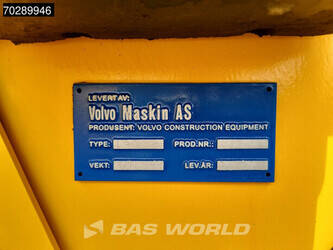 70289946
LEVERT AV:
Volvo Maskin AS
PRODUSENT: VOLVO CONSTRUCTION EQUIPMENT
TYPE: PROD.NR.:
VEKT: LEV.ÅR:
BAS WORLD